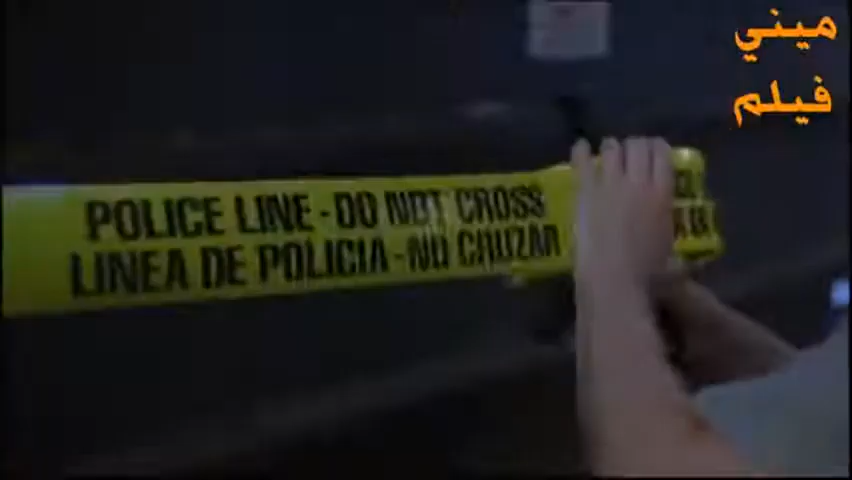 ميني
فيلم
POLICE LINE - DO NOT CROSS
LINEA DE POLICIA - NO CRUZAR